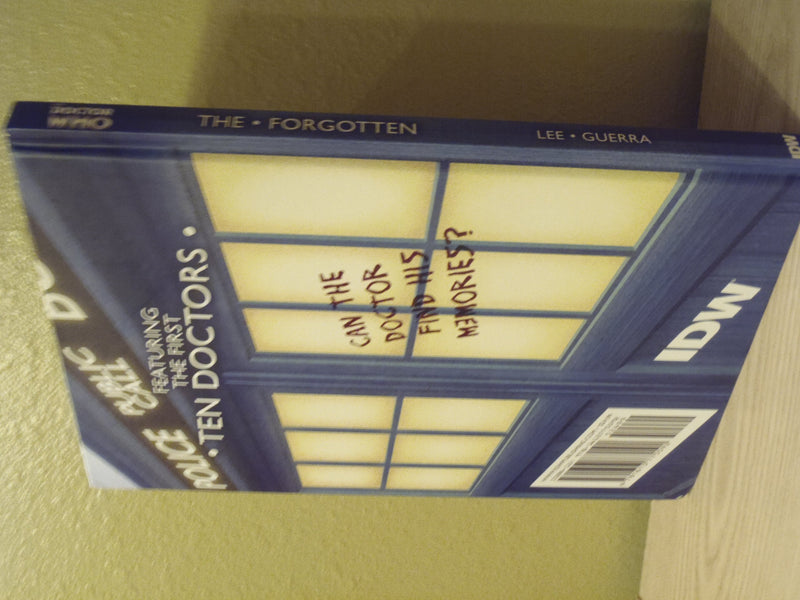 DOCTOR
WHO
THE • FORGOTTEN
LEE • GUERRA
IDW
POLICE PUBLIC CALL
FEATURING
THE FIRST
• TEN DOCTORS •
CAN THE
DOCTOR
FIND HIS
MEMORIES?
IDW